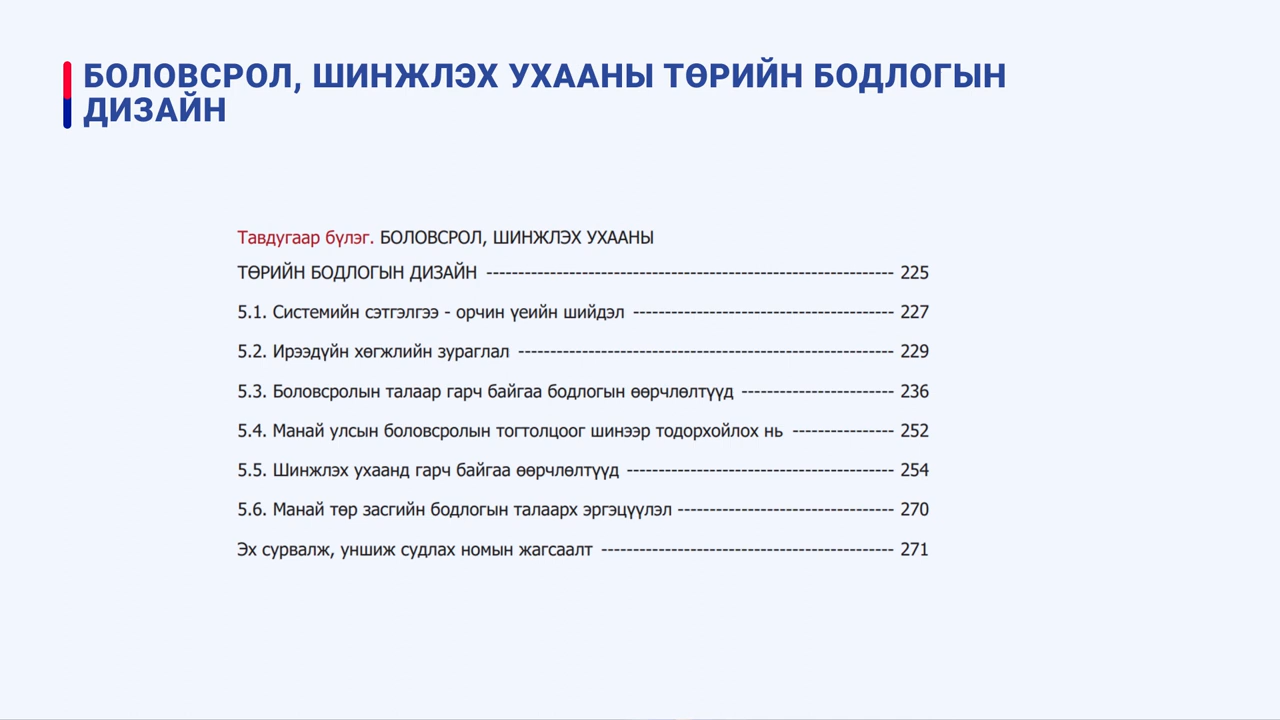 БОЛОВСРОЛ, ШИНЖЛЭХ УХААНЫ ТӨРИЙН БОДЛОГЫН
ДИЗАЙН
Тавдугаар бүлэг. БОЛОВСРОЛ, ШИНЖЛЭХ УХААНЫ
ТӨРИЙН БОДЛОГЫН ДИЗАЙН ---------------------------------------------------------------- 225
5.1. Системийн сэтгэлгээ - орчин үеийн шийдэл ----------------------------------------- 227
5.2. Ирээдүйн хөгжлийн зураглал ----------------------------------------------------------- 229
5.3. Боловсролын талаар гарч байгаа бодлогын өөрчлөлтүүд ------------------------ 236
5.4. Манай улсын боловсролын тогтолцоог шинээр тодорхойлох нь ---------------- 252
5.5. Шинжлэх ухаанд гарч байгаа өөрчлөлтүүд ------------------------------------------ 254
5.6. Манай төр засгийн бодлогын талаарх эргэцүүлэл ---------------------------------- 270
Эх сурвалж, уншиж судлах номын жагсаалт ---------------------------------------------- 271